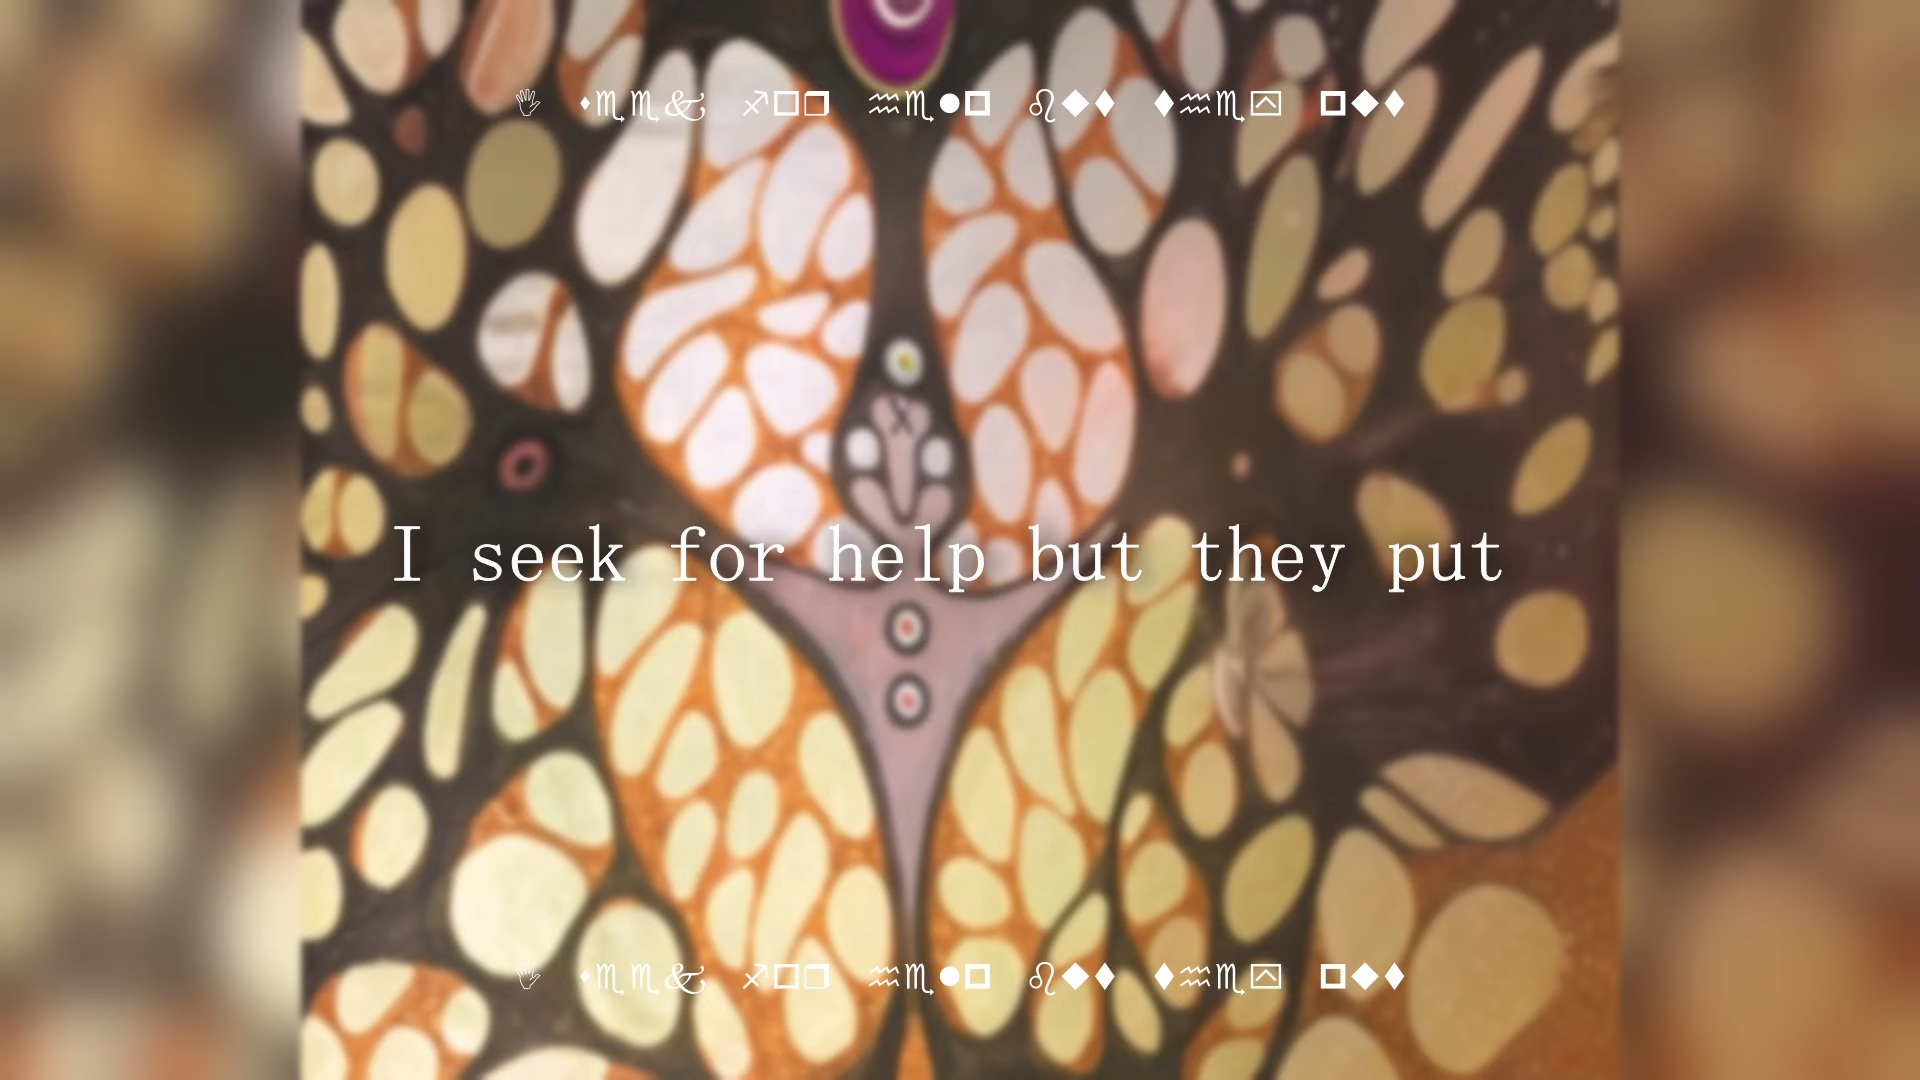 🖐︎ ⬧︎♏︎♏︎🙵 ♐︎□︎❒︎ ♒︎♏︎●︎◻︎ ♌︎◆︎⧫︎ ⧫︎♒︎♏︎⍓︎ ◻︎◆︎⧫︎
I seek for help but they put
🖐︎ ⬧︎♏︎♏︎🙵 ♐︎□︎❒︎ ♒︎♏︎●︎◻︎ ♌︎◆︎⧫︎ ⧫︎♒︎♏︎⍓︎ ◻︎◆︎⧫︎